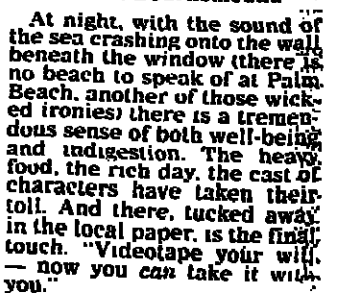 At night, with the sound of
the sea crashing onto the wall
beneath the window (there is
no beach to speak of at Palm
Beach, another of those wick-
ed ironies) there is a tremen-
dous sense of both well-being
and indigestion. The heavy
food, the rich day, the cast of
characters have taken their
toll. And there, tucked away
in the local paper, is the final
touch. "Videotape your will
— now you can take it with
you."